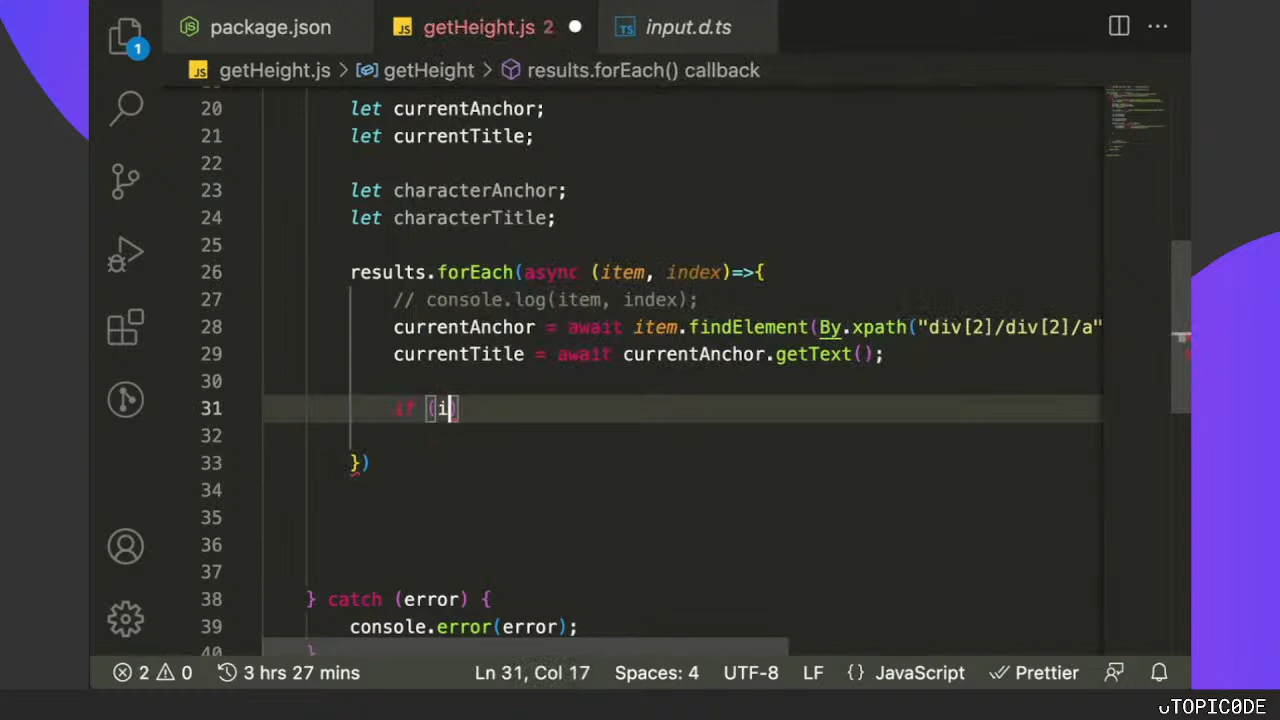 package.json
getHeight.js 2
input.d.ts
1
getHeight.js > getHeight > results.forEach() callback
20 let currentAnchor;
21 let currentTitle;
22
23 let characterAnchor;
24 let characterTitle;
25
26 results.forEach(async (item, index)=>{
27 // console.log(item, index);
28 currentAnchor = await item.findElement(By.xpath("div[2]/div[2]/a"
29 currentTitle = await currentAnchor.getText();
30
31 if (i)
32
33 })
34
35
36
37
38 } catch (error) {
39 console.error(error);
40 }
2 0 3 hrs 27 mins Ln 31, Col 17 Spaces: 4 UTF-8 LF {} JavaScript Prettier